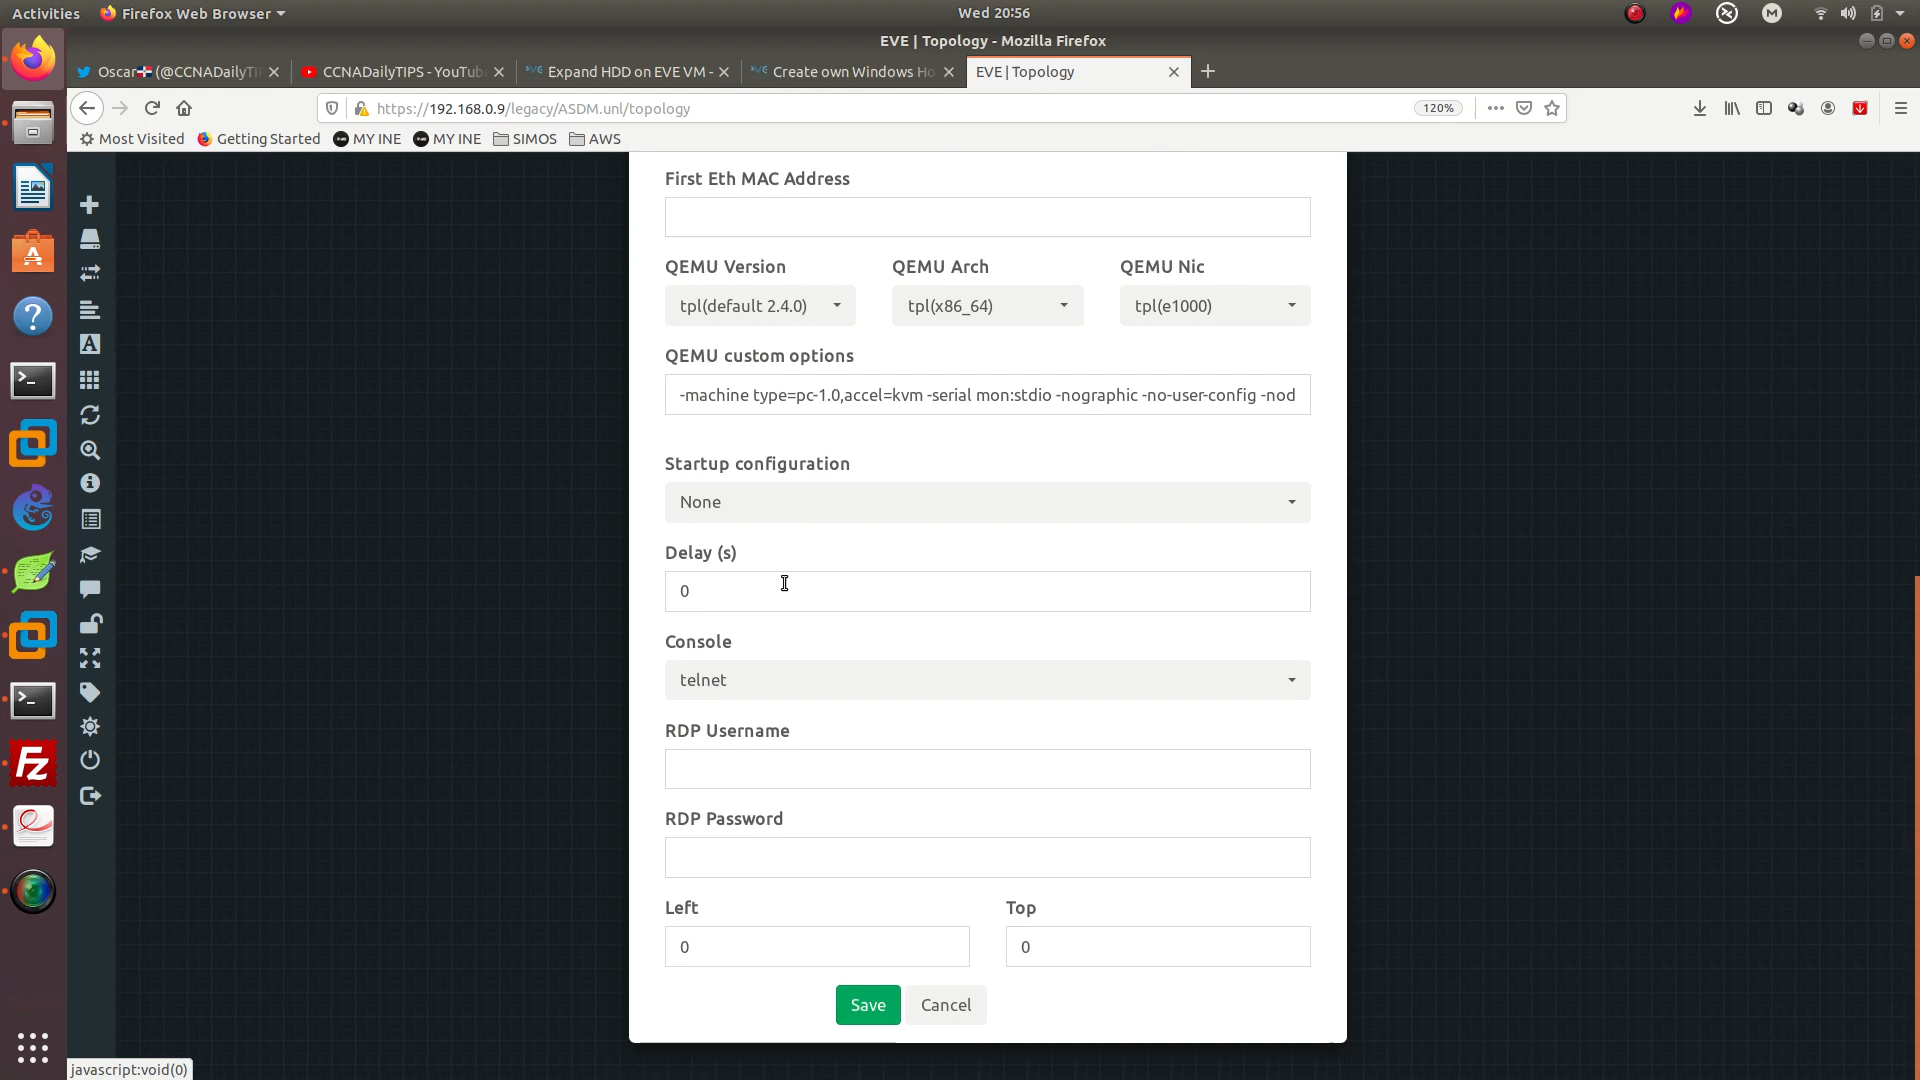 Activities
Firefox Web Browser
Wed 20:56
EVE | Topology - Mozilla Firefox
Oscar🇩🇴(@CCNADailyTI
CCNADailyTIPS - YouTub
Expand HDD on EVE VM -
Create own Windows Ho
EVE | Topology
https://192.168.0.9/legacy/ASDM.unl/topology
120%
Most Visited
Getting Started
MY INE
MY INE
SIMOS
AWS
First Eth MAC Address
QEMU Version
QEMU Arch
QEMU Nic
tpl(default 2.4.0)
tpl(x86_64)
tpl(e1000)
QEMU custom options
-machine type=pc-1.0,accel=kvm -serial mon:stdio -nographic -no-user-config -nod
Startup configuration
None
Delay (s)
0
Console
telnet
RDP Username
RDP Password
Left
Top
0
0
Save
Cancel
javascript:void(0)